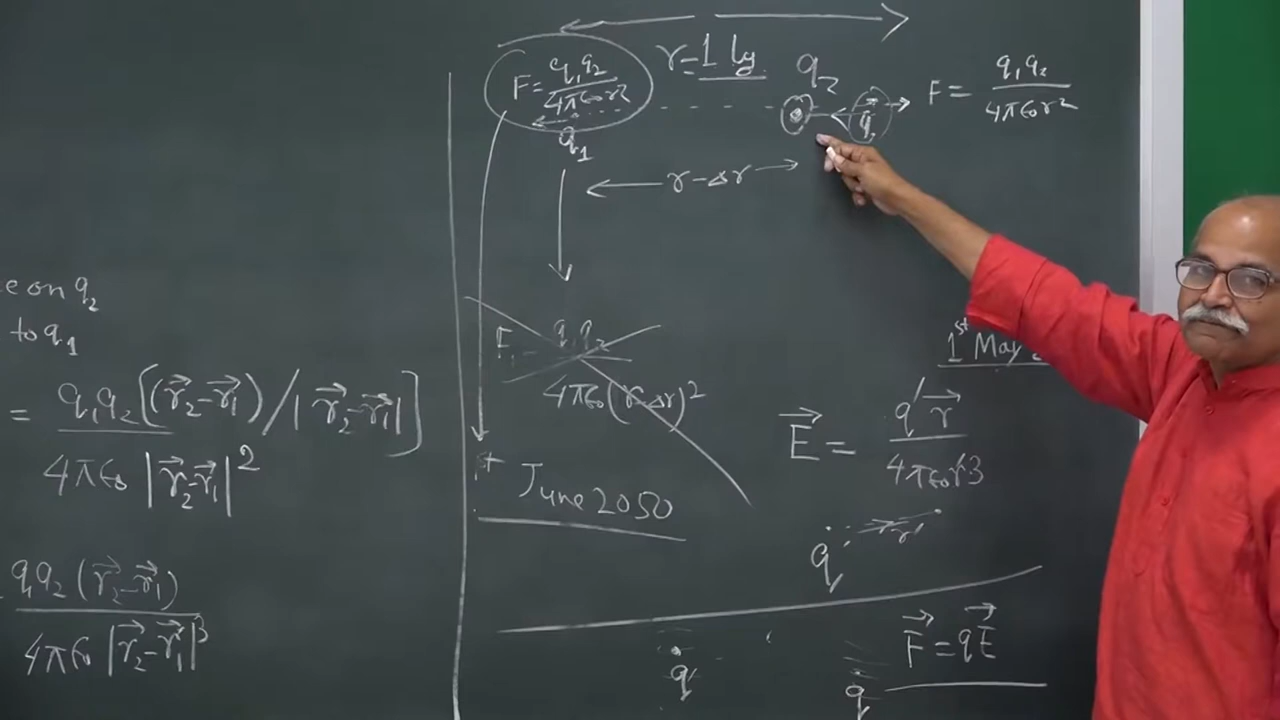 e on q₂
to q₁
= q₁q₂[(r⃗₂-r⃗₁)/|r⃗₂-r⃗₁|] / 4πϵ₀|r⃗₂-r⃗₁|²
q₁q₂(r⃗₂-r⃗₁) / 4πϵ₀|r⃗₂-r⃗₁|³
F = q₁q₂ / 4πϵ₀r²
r = 1 ly
q₂
q₁
F = q₁q₂ / 4πϵ₀r²
r-Δr
q₁q₂ / 4πϵ₀(r-Δr)²
June 2050
1st May
E⃗ = q'r⃗ / 4πϵ₀r³
q
F⃗ = qE⃗
q
q